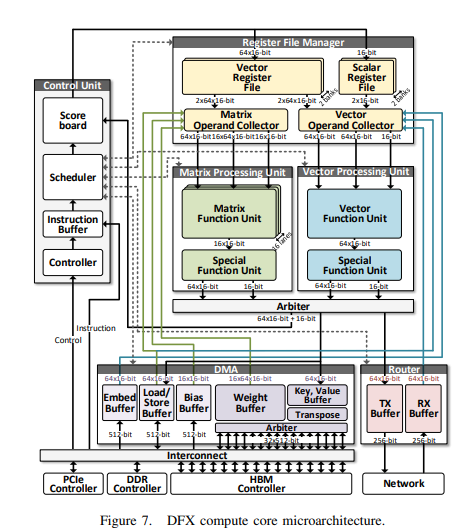 Register File Manager
64x16-bit 16-bit
Vector
Register
File
Scalar
Register
File
2 banks
2 banks
2x64x16-bit 2x64x16-bit 2x16-bit
Matrix
Operand Collector
Vector
Operand Collector
64x16-bit 16x64x16-bit 64x16-bit
64x16-bit 64x16-bit 16-bit
Control Unit
Score
board
Scheduler
Instruction
Buffer
Controller
Matrix Processing Unit
Matrix
Function Unit
16 lanes
16x16-bit
Special
Function Unit
64x16-bit 16-bit
Vector Processing Unit
Vector
Function Unit
64x16-bit
Special
Function Unit
64x16-bit 16-bit
Arbiter
64x16-bit + 16-bit
Instruction
Control
DMA
64x16-bit 64x16-bit 16x16-bit 16x64x16-bit 64x16-bit
Embed
Buffer
Load/
Store
Buffer
Bias
Buffer
Weight
Buffer
Key, Value
Buffer
Transpose
Arbiter
512-bit 512-bit 512-bit 32x512-bit
Router
64x16-bit 64x16-bit
TX
Buffer
RX
Buffer
256-bit 256-bit
Interconnect
PCIe
Controller
DDR
Controller
HBM
Controller
Network
Figure 7. DFX compute core microarchitecture.